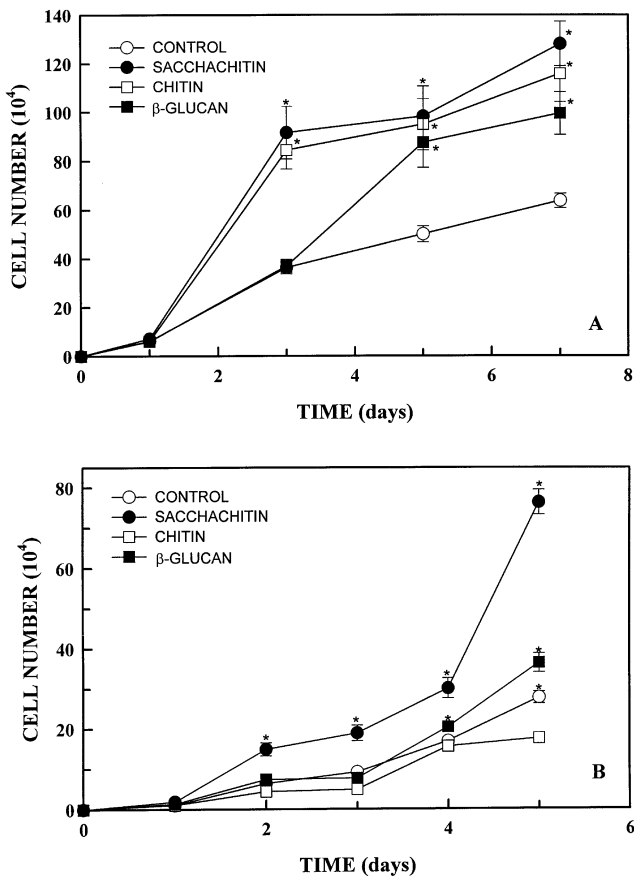 140
120
100
80
60
40
20
0
CELL NUMBER (10⁴)
CONTROL
SACCHACHITIN
CHITIN
β-GLUCAN
* * * * * * * *
A
0 2 4 6 8
TIME (days)
80
60
40
20
0
CELL NUMBER (10⁴)
CONTROL
SACCHACHITIN
CHITIN
β-GLUCAN
* * * * * * *
B
0 2 4 6
TIME (days)